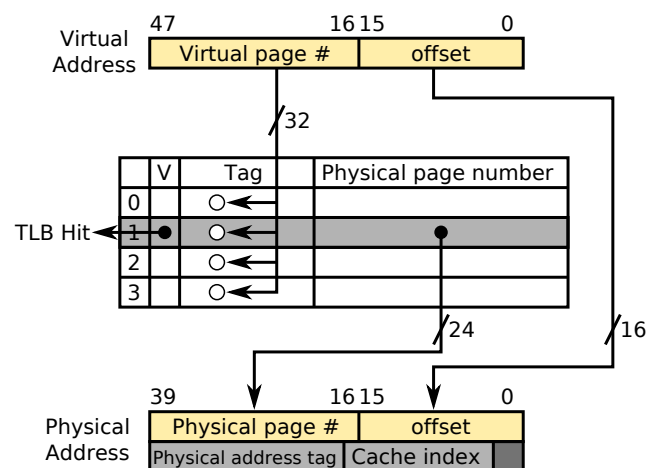 47 16 15 0
Virtual Address
Virtual page # offset
32
V Tag Physical page number
0
TLB Hit 1
2
3
24 16
39 16 15 0
Physical Address
Physical page # offset
Physical address tag Cache index